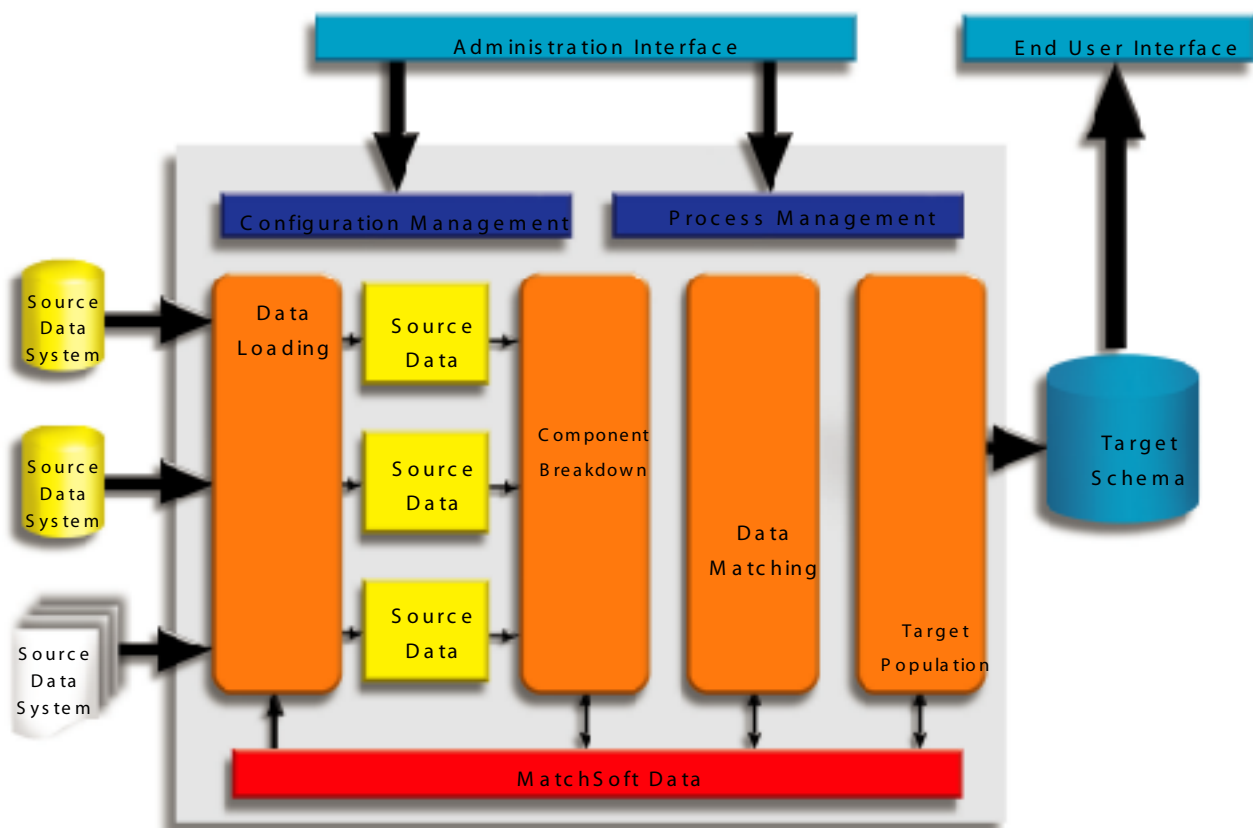 Administration Interface
End User Interface
Configuration Management
Process Management
Source
Data
System
Data
Loading
Source
Data
Component
Breakdown
Data
Matching
Target
Population
Target
Schema
Source
Data
System
Source
Data
Source
Data
System
Source
Data
MatchSoft Data